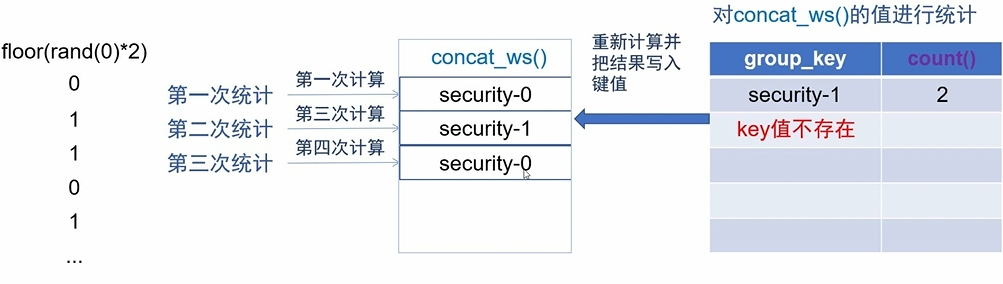 对concat_ws()的值进行统计
floor(rand(0)*2)
0
1
1
0
1
...
第一次统计
第二次统计
第三次统计
第一次计算
第三次计算
第四次计算
concat_ws()
security-0
security-1
security-0
重新计算并
把结果写入
键值
group_key count()
security-1 2
key值不存在